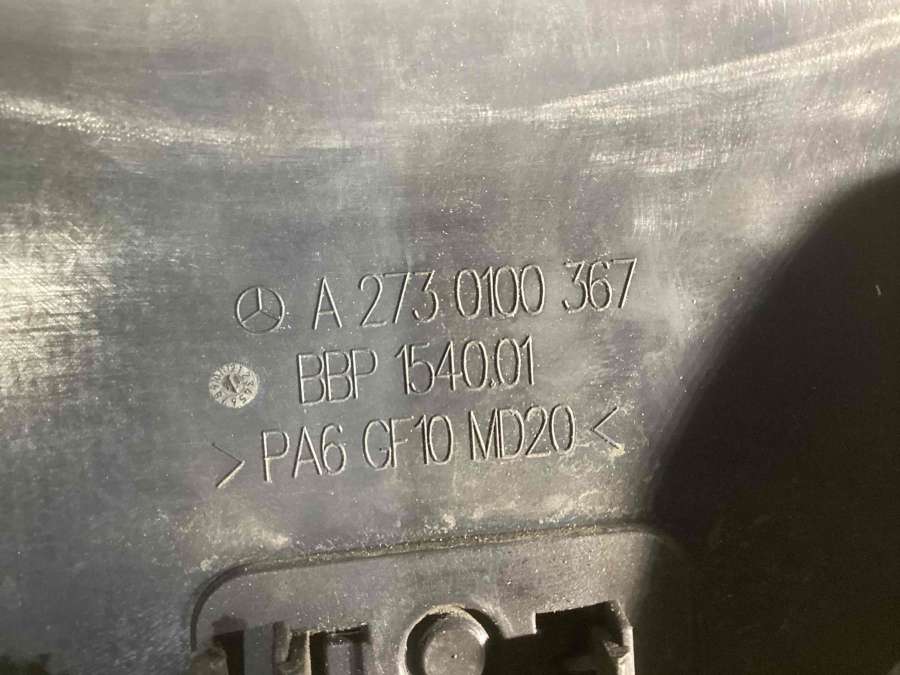 A 273 0100 367
BBP 1540.01
>PA6 GF10 MD20<